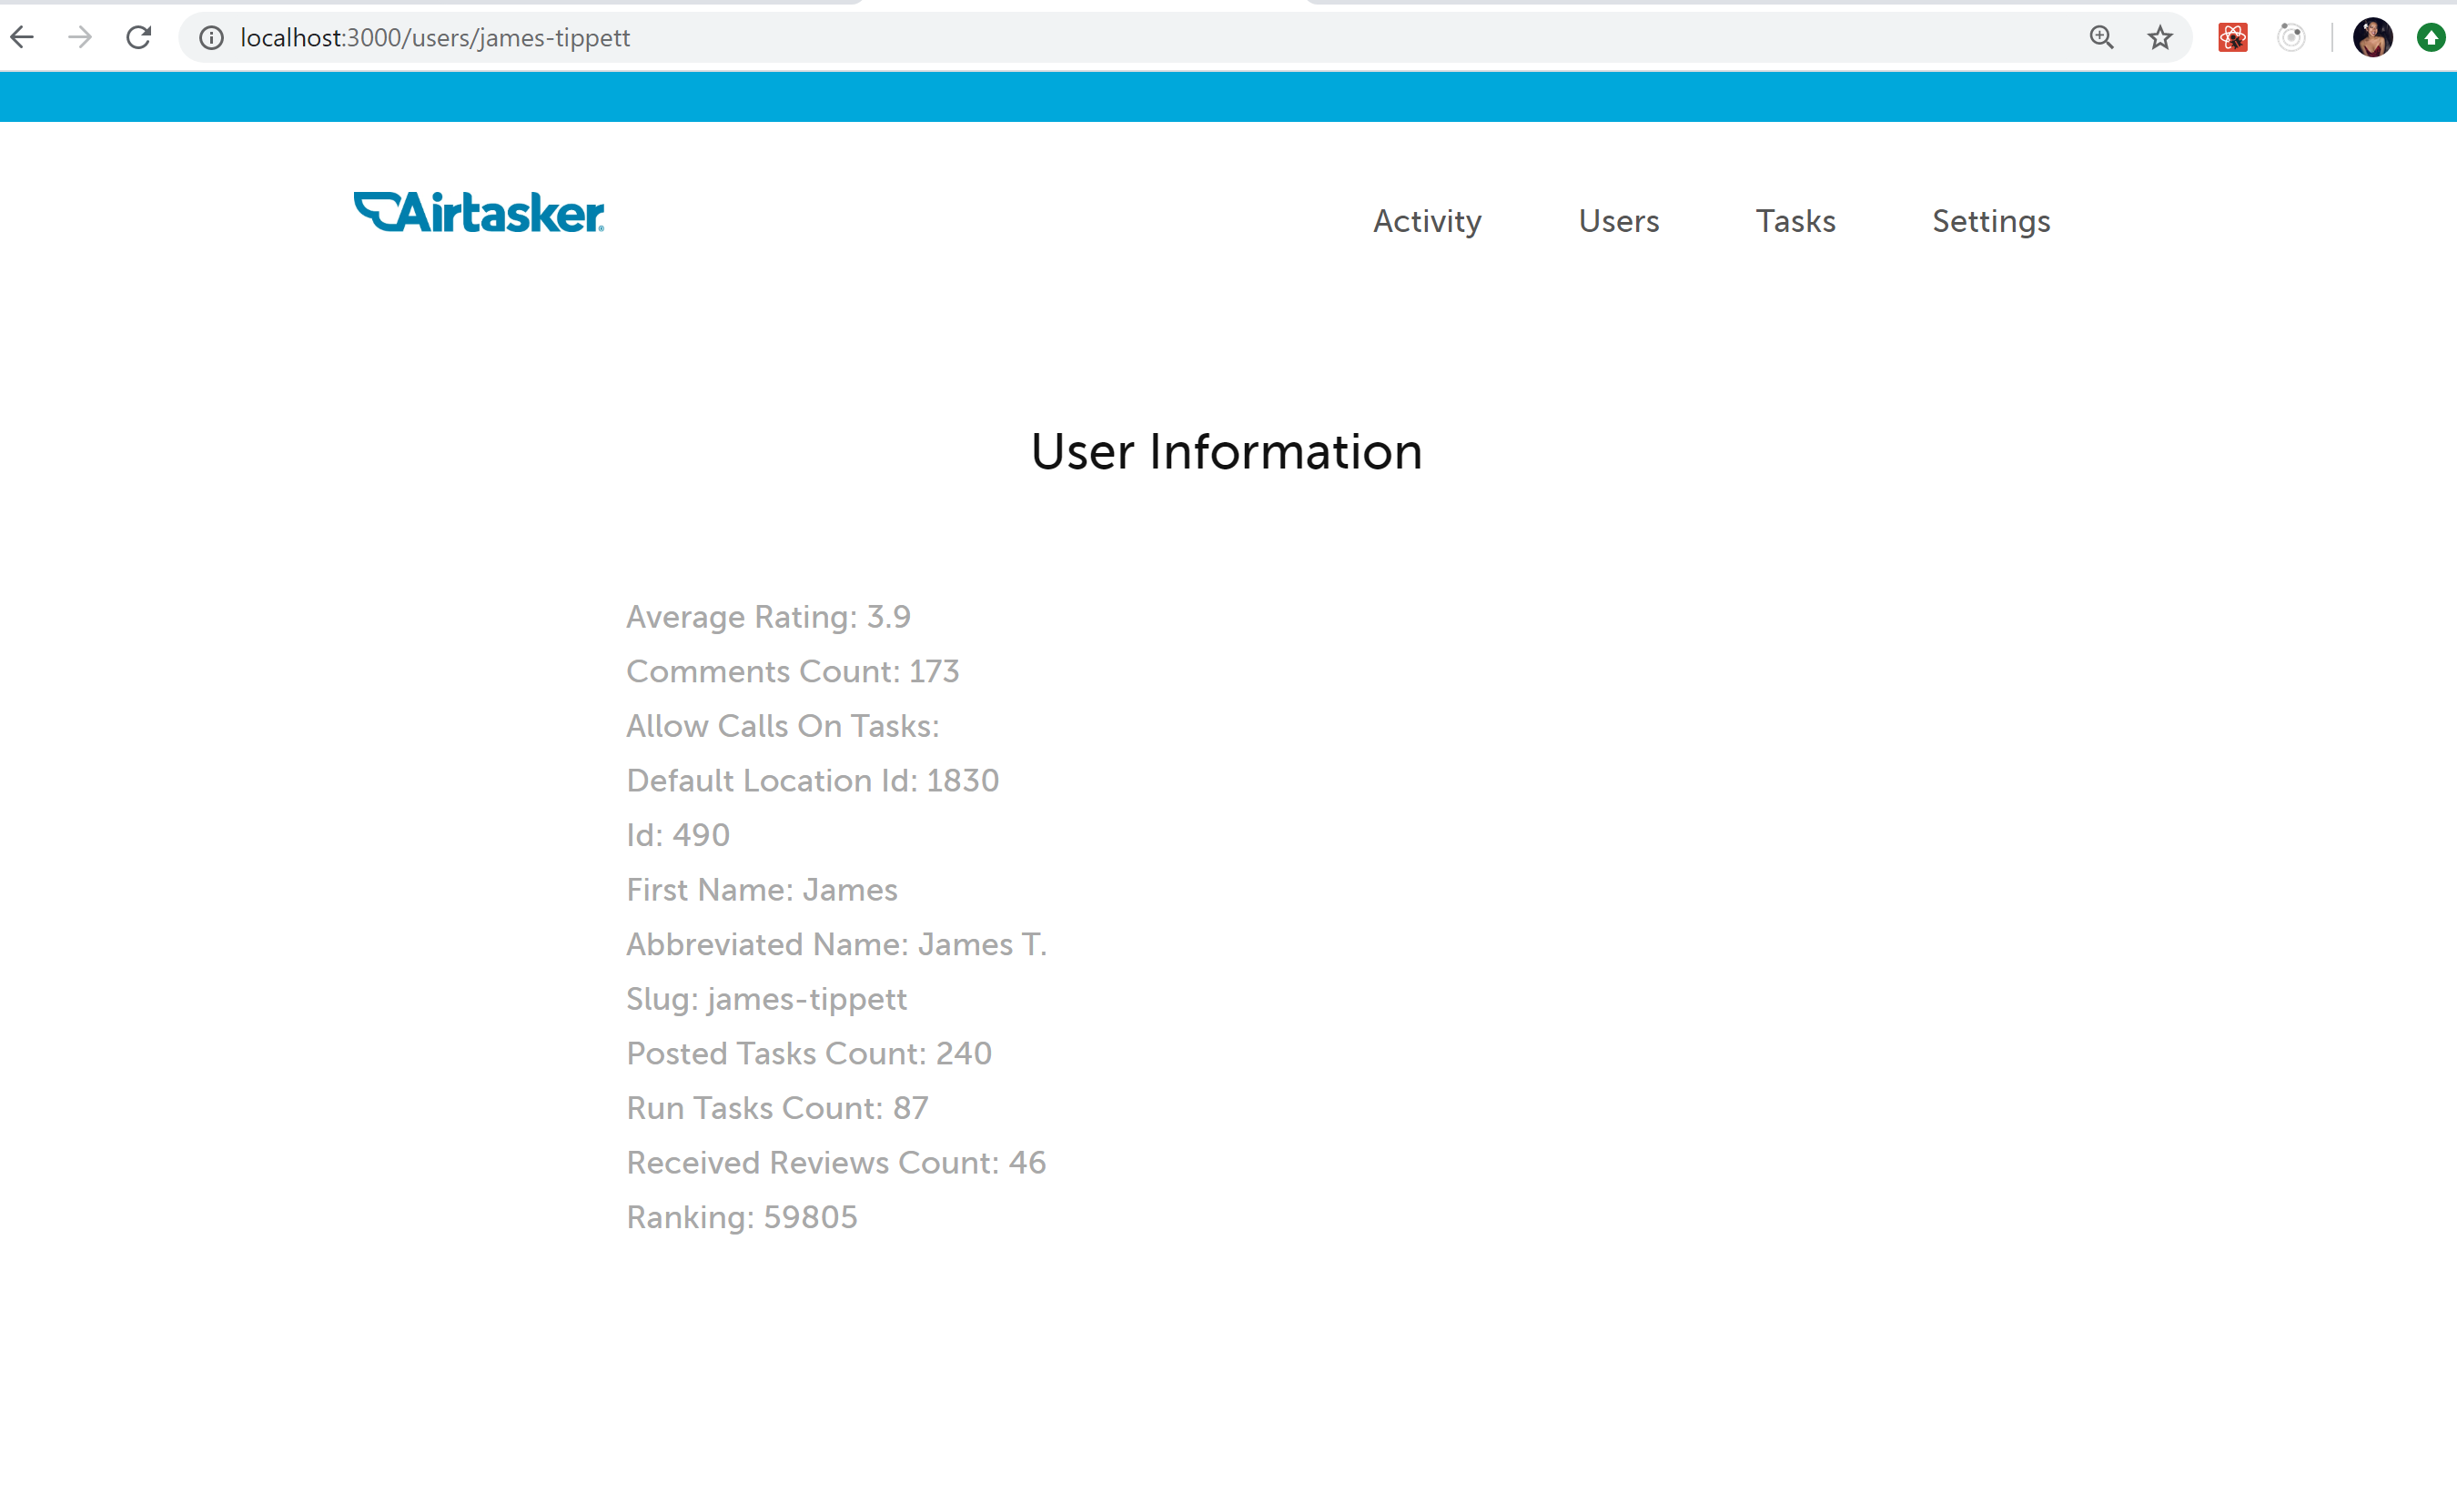 localhost:3000/users/james-tippett
Airtasker
Activity Users Tasks Settings
User Information
Average Rating: 3.9
Comments Count: 173
Allow Calls On Tasks:
Default Location Id: 1830
Id: 490
First Name: James
Abbreviated Name: James T.
Slug: james-tippett
Posted Tasks Count: 240
Run Tasks Count: 87
Received Reviews Count: 46
Ranking: 59805